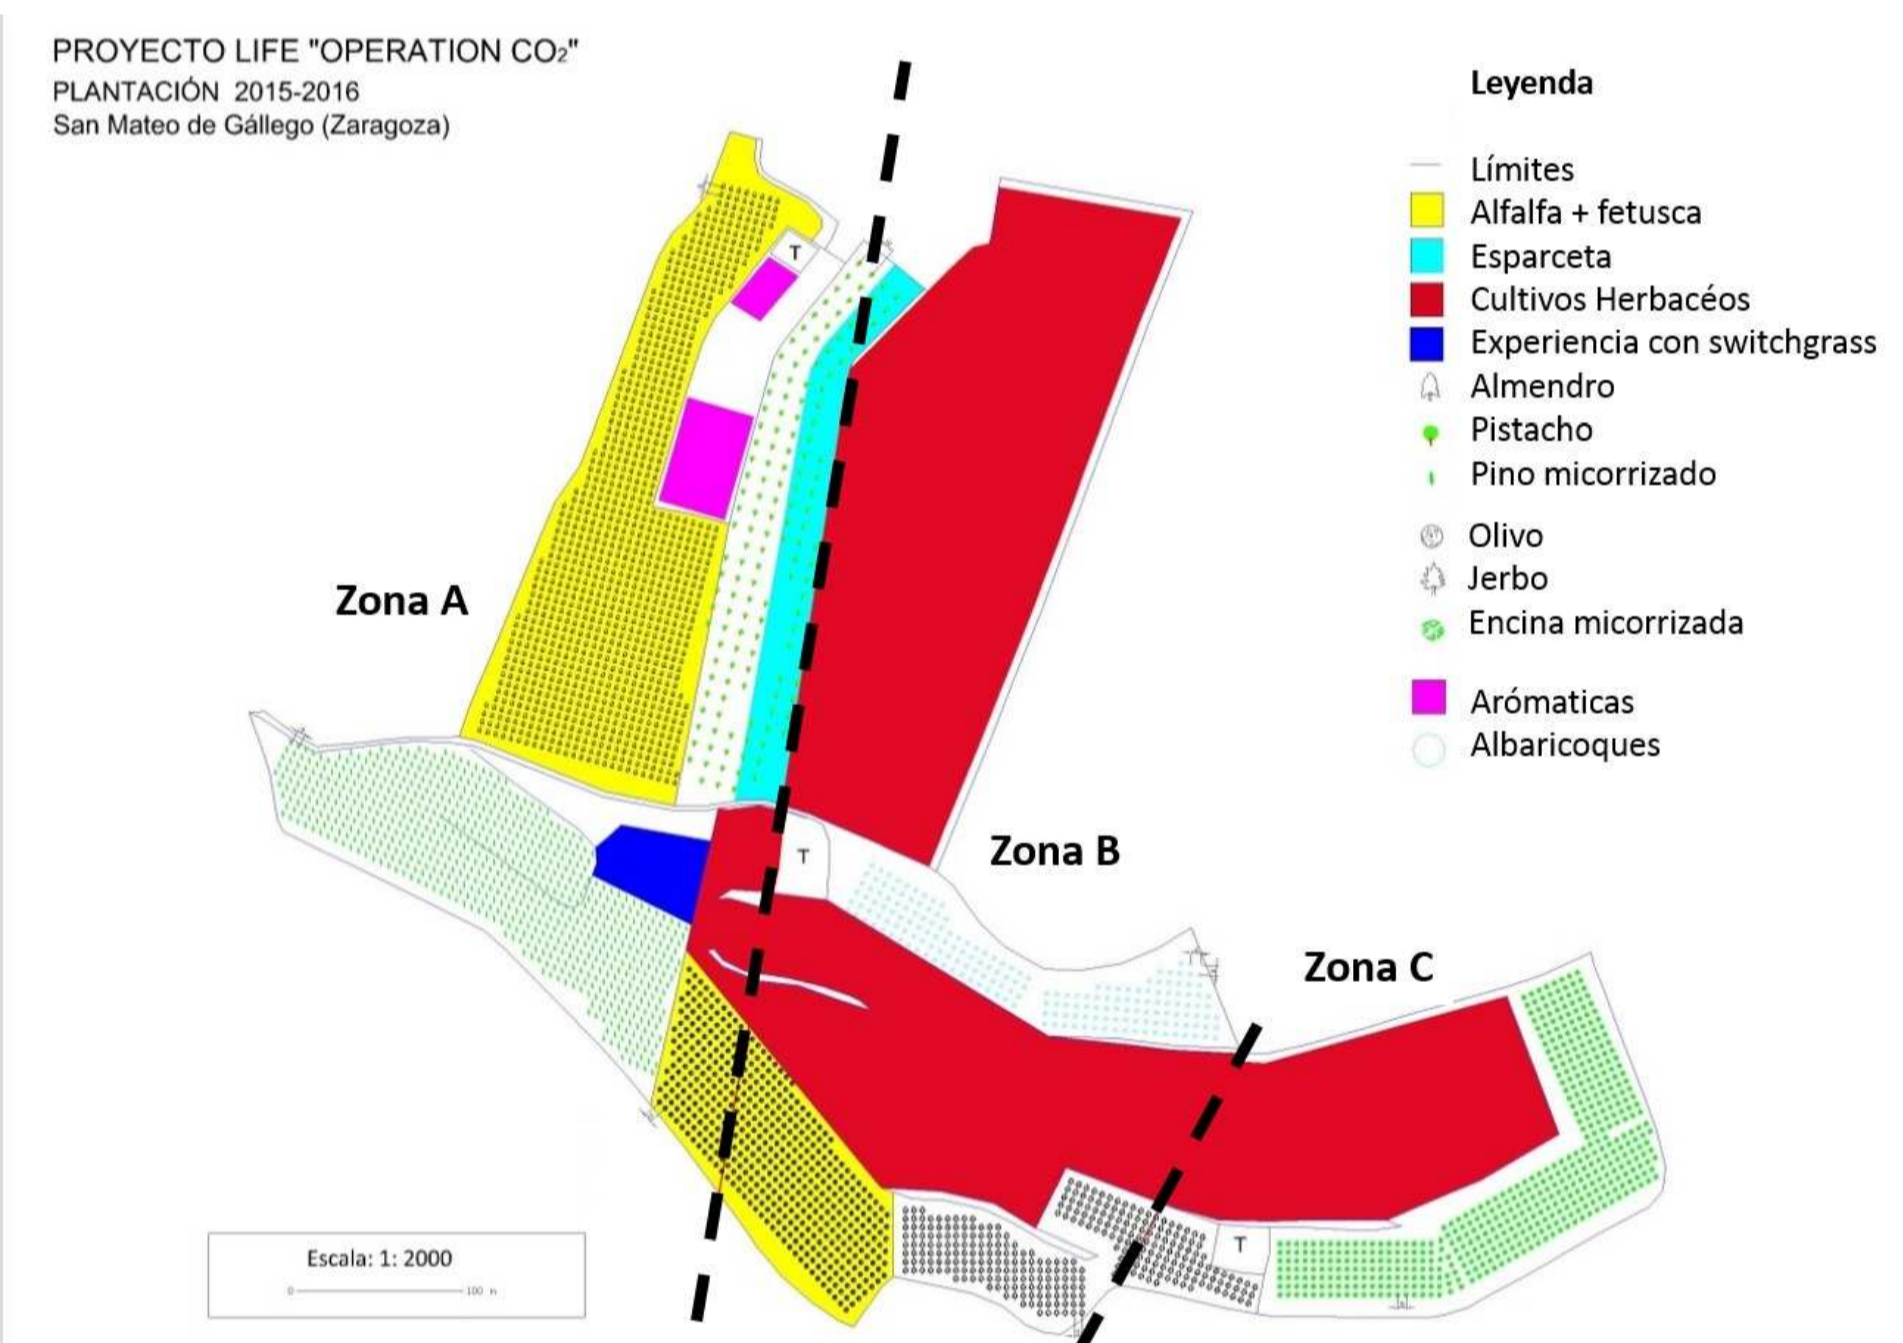 PROYECTO LIFE "OPERATION CO₂"
PLANTACIÓN 2015-2016
San Mateo de Gállego (Zaragoza)
Leyenda
Límites
Alfalfa + fetusca
Esparceta
Cultivos Herbacéos
Experiencia con switchgrass
Almendro
Pistacho
Pino micorrizado
Olivo
Jerbo
Encina micorrizada
Arómaticas
Albaricoques
T
Zona A
T
Zona B
Zona C
T
Escala: 1: 2000
0 100 m